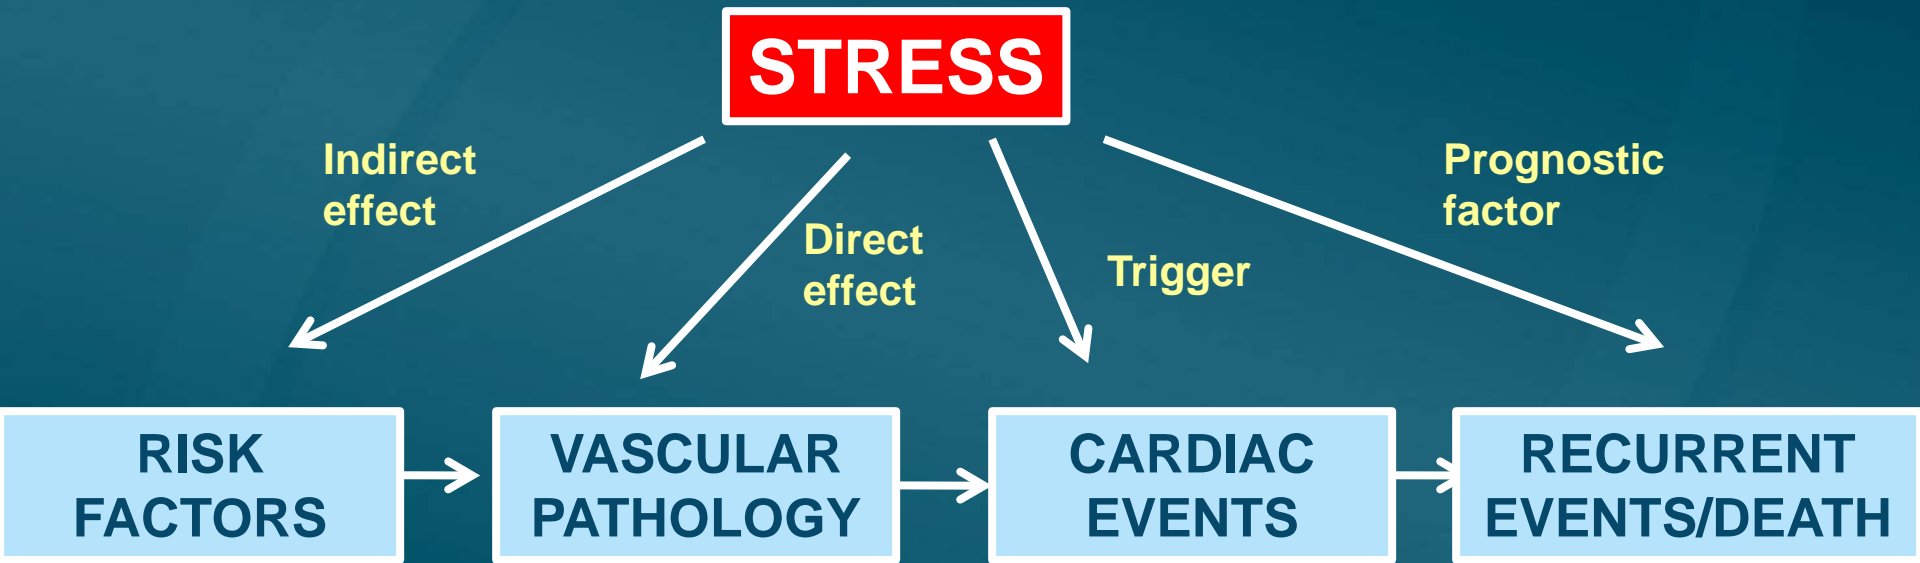 STRESS
Indirect
effect
Direct
effect
Trigger
Prognostic
factor
RISK
FACTORS
VASCULAR
PATHOLOGY
CARDIAC
EVENTS
RECURRENT
EVENTS/DEATH